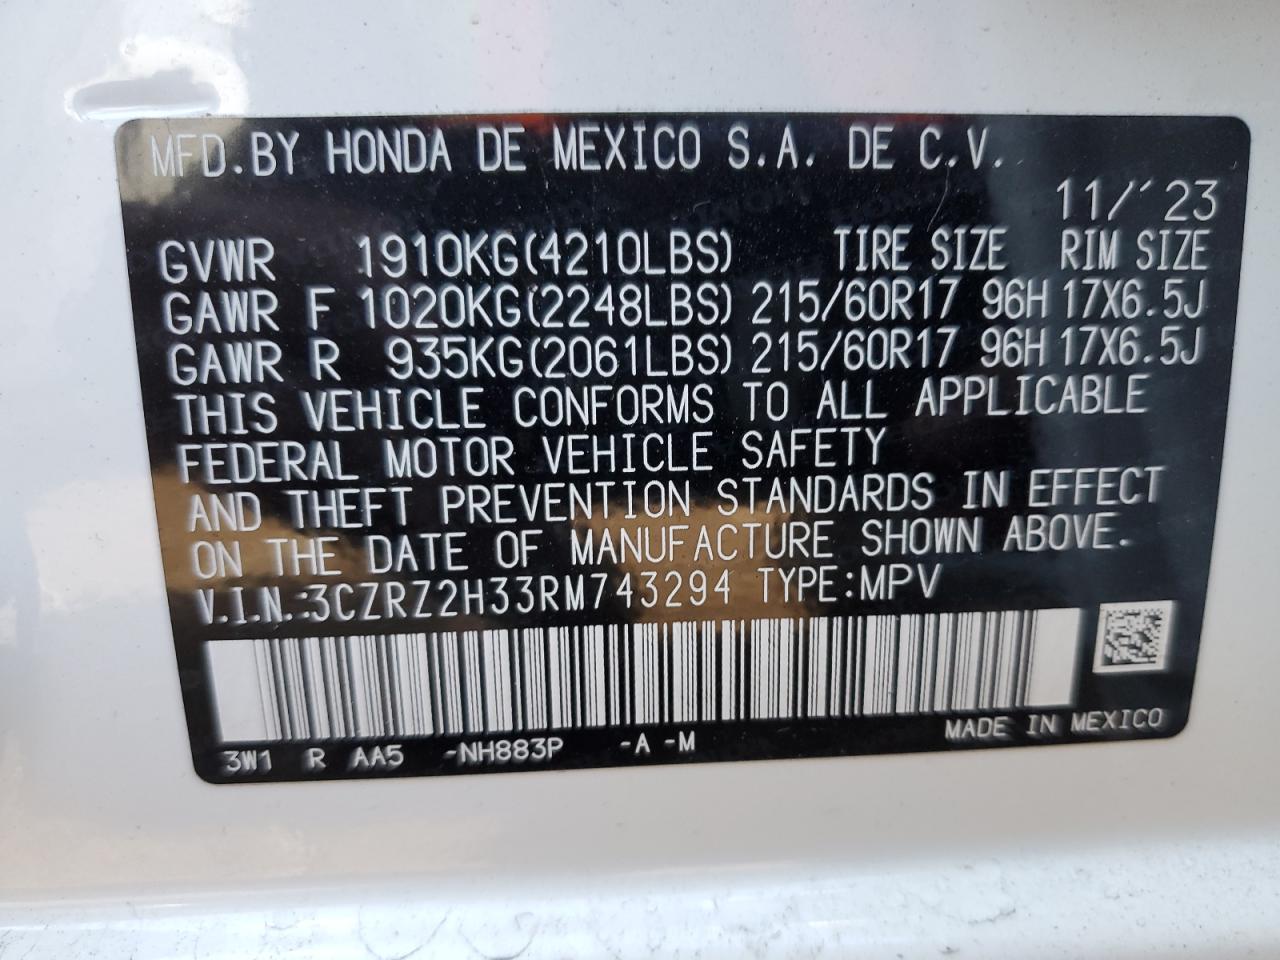 MFD.BY HONDA DE MEXICO S.A. DE C.V.
11/'23
GVWR 1910KG(4210LBS) TIRE SIZE RIM SIZE
GAWR F 1020KG(2248LBS) 215/60R17 96H 17X6.5J
GAWR R 935KG(2061LBS) 215/60R17 96H 17X6.5J
THIS VEHICLE CONFORMS TO ALL APPLICABLE
FEDERAL MOTOR VEHICLE SAFETY
AND THEFT PREVENTION STANDARDS IN EFFECT
ON THE DATE OF MANUFACTURE SHOWN ABOVE.
V.I.N.:3CZRZ2H33RM743294 TYPE:MPV
3W1 R AA5 -NH883P -A -M MADE IN MEXICO